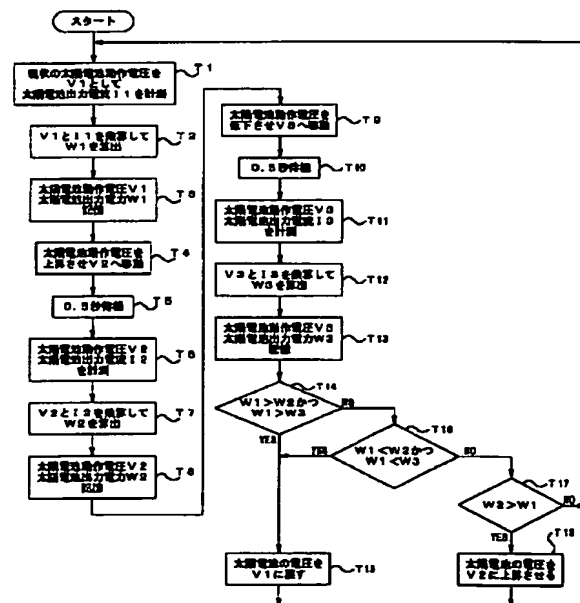 スタート
現状の太陽電池動作電圧を
V1として
太陽電池出力電流I1を計測
T1
V1とI1を乗算して
W1を算出
T2
太陽電池動作電圧V1
太陽電池出力電力W1
記憶
T3
太陽電池動作電圧を
上昇させV2へ移動
T4
0.5秒待機
T5
太陽電池動作電圧V2
太陽電池出力電流I2
を計測
T6
V2とI2を乗算して
W2を算出
T7
太陽電池動作電圧V2
太陽電池出力電力W2
記憶
T8
太陽電池動作電圧を
低下させV3へ移動
T9
0.5秒待機
T10
太陽電池動作電圧V3
太陽電池出力電流I3
を計測
T11
V3とI3を乗算して
W3を算出
T12
太陽電池動作電圧V3
太陽電池出力電力W3
記憶
T13
W1>W2かつ
W1>W3
T14
NO
YES
W1<W2かつ
W1<W3
T16
YES
NO
W2>W1
T17
NO
YES
太陽電池の電圧を
V1に戻す
T15
太陽電池の電圧を
V2に上昇させる
T18